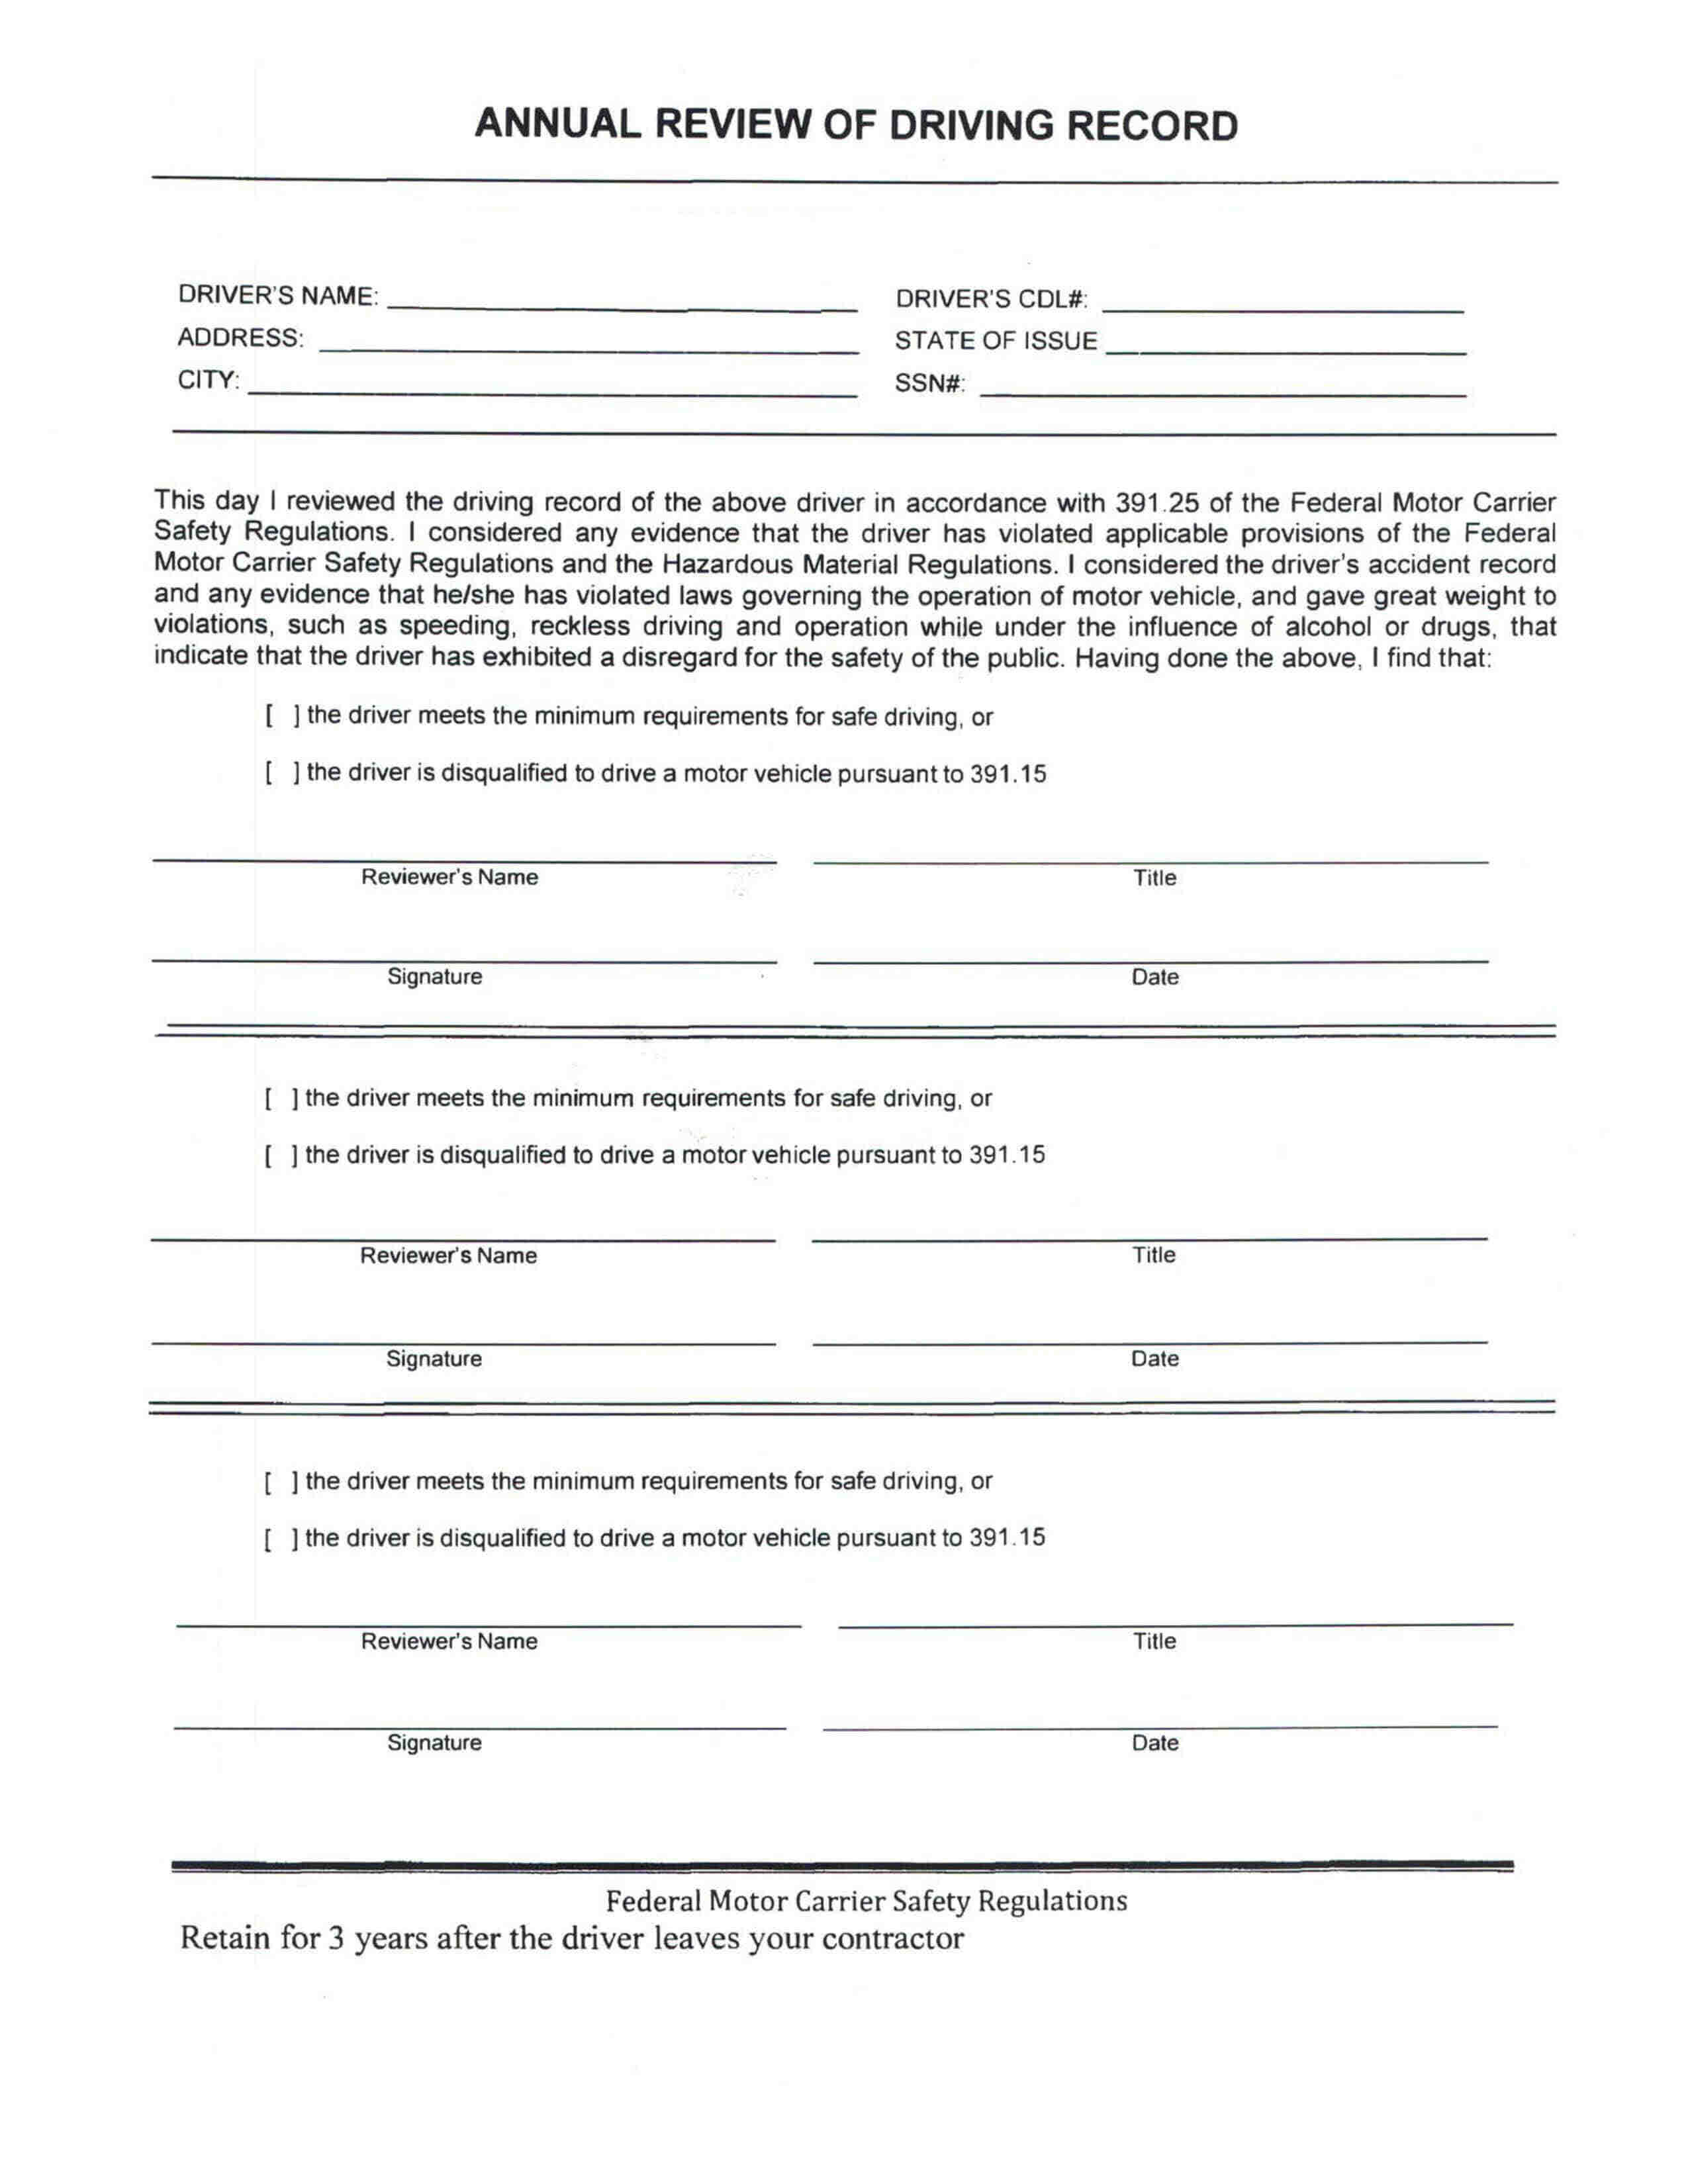 ANNUAL REVIEW OF DRIVING RECORD
DRIVER'S NAME: DRIVER'S CDL#:
ADDRESS: STATE OF ISSUE
CITY: SSN#:
This day I reviewed the driving record of the above driver in accordance with 391.25 of the Federal Motor Carrier
Safety Regulations. I considered any evidence that the driver has violated applicable provisions of the Federal
Motor Carrier Safety Regulations and the Hazardous Material Regulations. I considered the driver's accident record
and any evidence that he/she has violated laws governing the operation of motor vehicle, and gave great weight to
violations, such as speeding, reckless driving and operation while under the influence of alcohol or drugs, that
indicate that the driver has exhibited a disregard for the safety of the public. Having done the above, I find that:
[ ] the driver meets the minimum requirements for safe driving, or
[ ] the driver is disqualified to drive a motor vehicle pursuant to 391.15
Reviewer's Name Title
Signature Date
[ ] the driver meets the minimum requirements for safe driving, or
[ ] the driver is disqualified to drive a motor vehicle pursuant to 391.15
Reviewer's Name Title
Signature Date
[ ] the driver meets the minimum requirements for safe driving, or
[ ] the driver is disqualified to drive a motor vehicle pursuant to 391.15
Reviewer's Name Title
Signature Date
Federal Motor Carrier Safety Regulations
Retain for 3 years after the driver leaves your contractor